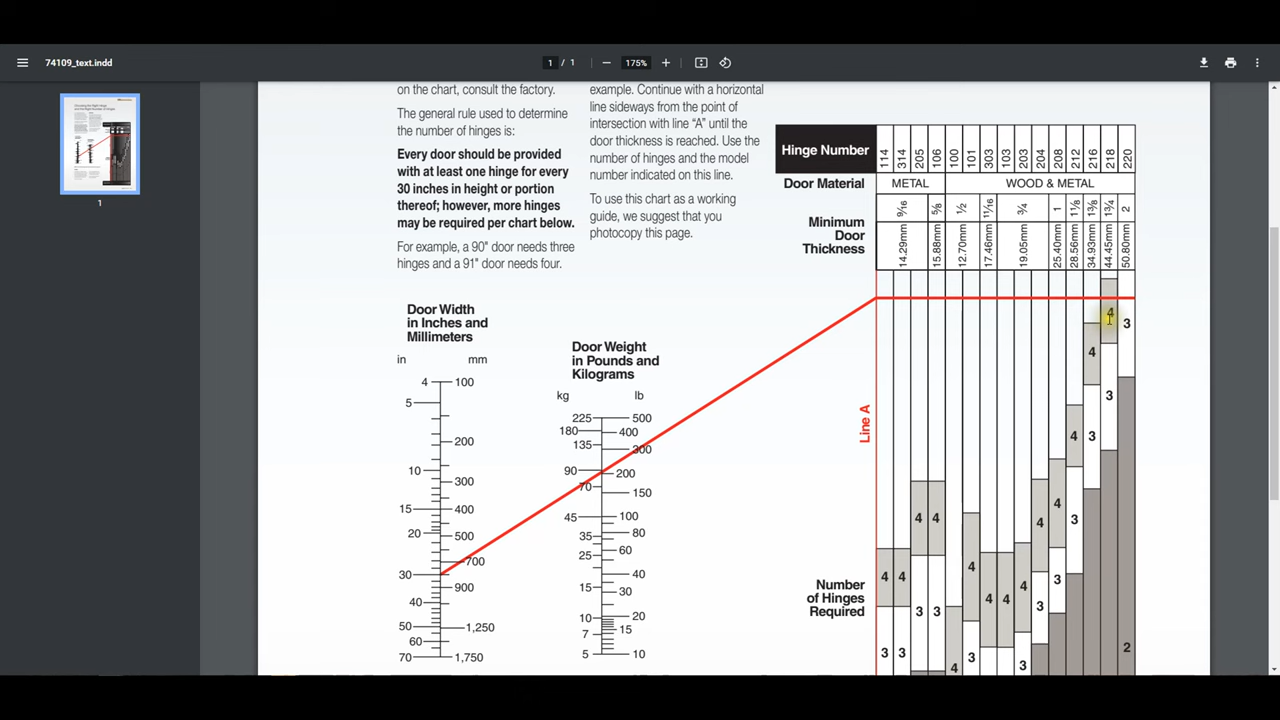 74109_text.indd
1 / 1
175%
1
on the chart, consult the factory.
The general rule used to determine
the number of hinges is:
Every door should be provided
with at least one hinge for every
30 inches in height or portion
thereof; however, more hinges
may be required per chart below.
For example, a 90" door needs three
hinges and a 91" door needs four.
example. Continue with a horizontal
line sideways from the point of
intersection with line “A” until the
door thickness is reached. Use the
number of hinges and the model
number indicated on this line.
To use this chart as a working
guide, we suggest that you
photocopy this page.
Hinge Number
114 314 205 106 100 101 303 103 203 204 208 212 216 218 220
Door Material
METAL
WOOD & METAL
Minimum
Door
Thickness
9/16 5/8 1/2 11/16 3/4 1 1 1/8 1 3/8 1 3/4 2
14.29mm 15.88mm 12.70mm 17.46mm 19.05mm 25.40mm 28.56mm 34.93mm 44.45mm 50.80mm
Door Width
in Inches and
Millimeters
in mm
4 100
5
200
10
300
15 400
20
500
700
30
900
40
50 1,250
60
70 1,750
Door Weight
in Pounds and
Kilograms
kg lb
225 500
180 400
135 300
90 200
70
150
45 100
35 80
25 60
40
15 30
10 20
7 15
5 10
Line A
Number
of Hinges
Required
4 3
4
3
4 3
4
4 4 3
4
4
4 4 4 4 4 3
3 3 4 4 3
3 3 4 3 3 2